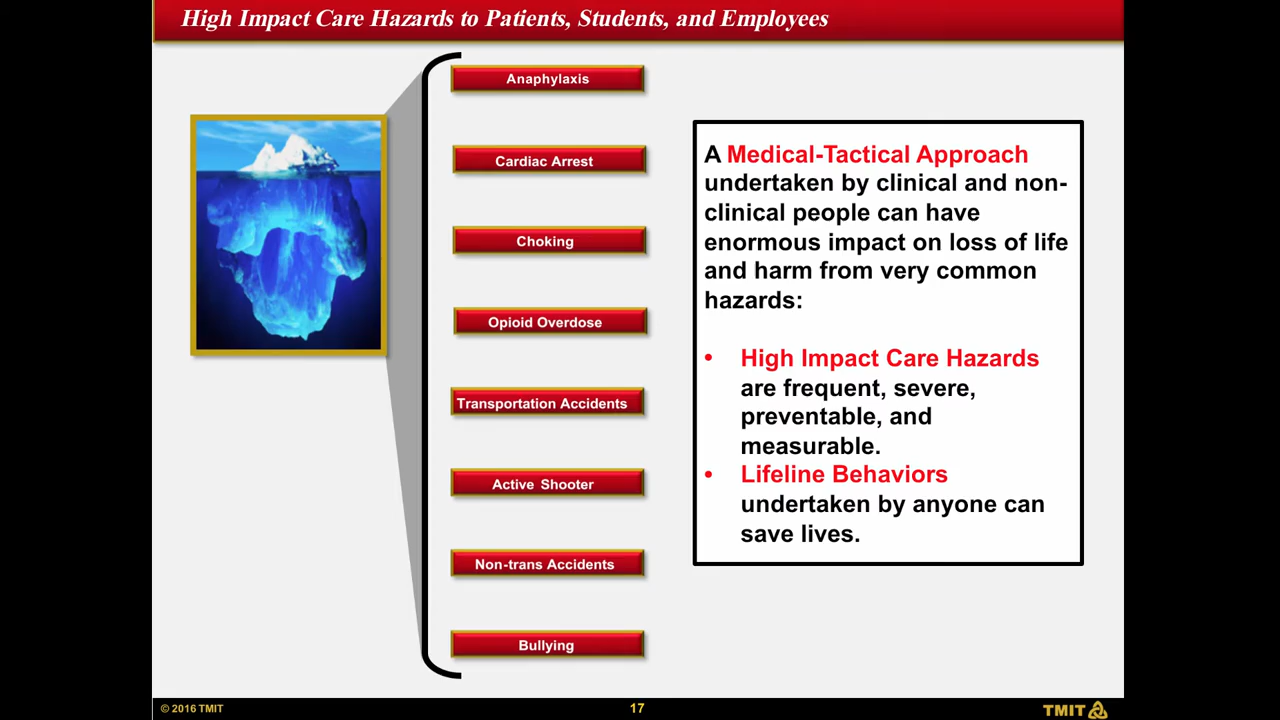 High Impact Care Hazards to Patients, Students, and Employees
Anaphylaxis
Cardiac Arrest
Choking
Opioid Overdose
Transportation Accidents
Active Shooter
Non-trans Accidents
Bullying
A Medical-Tactical Approach
undertaken by clinical and non-
clinical people can have
enormous impact on loss of life
and harm from very common
hazards:
• High Impact Care Hazards
are frequent, severe,
preventable, and
measurable.
• Lifeline Behaviors
undertaken by anyone can
save lives.
© 2016 TMIT
17
TMIT